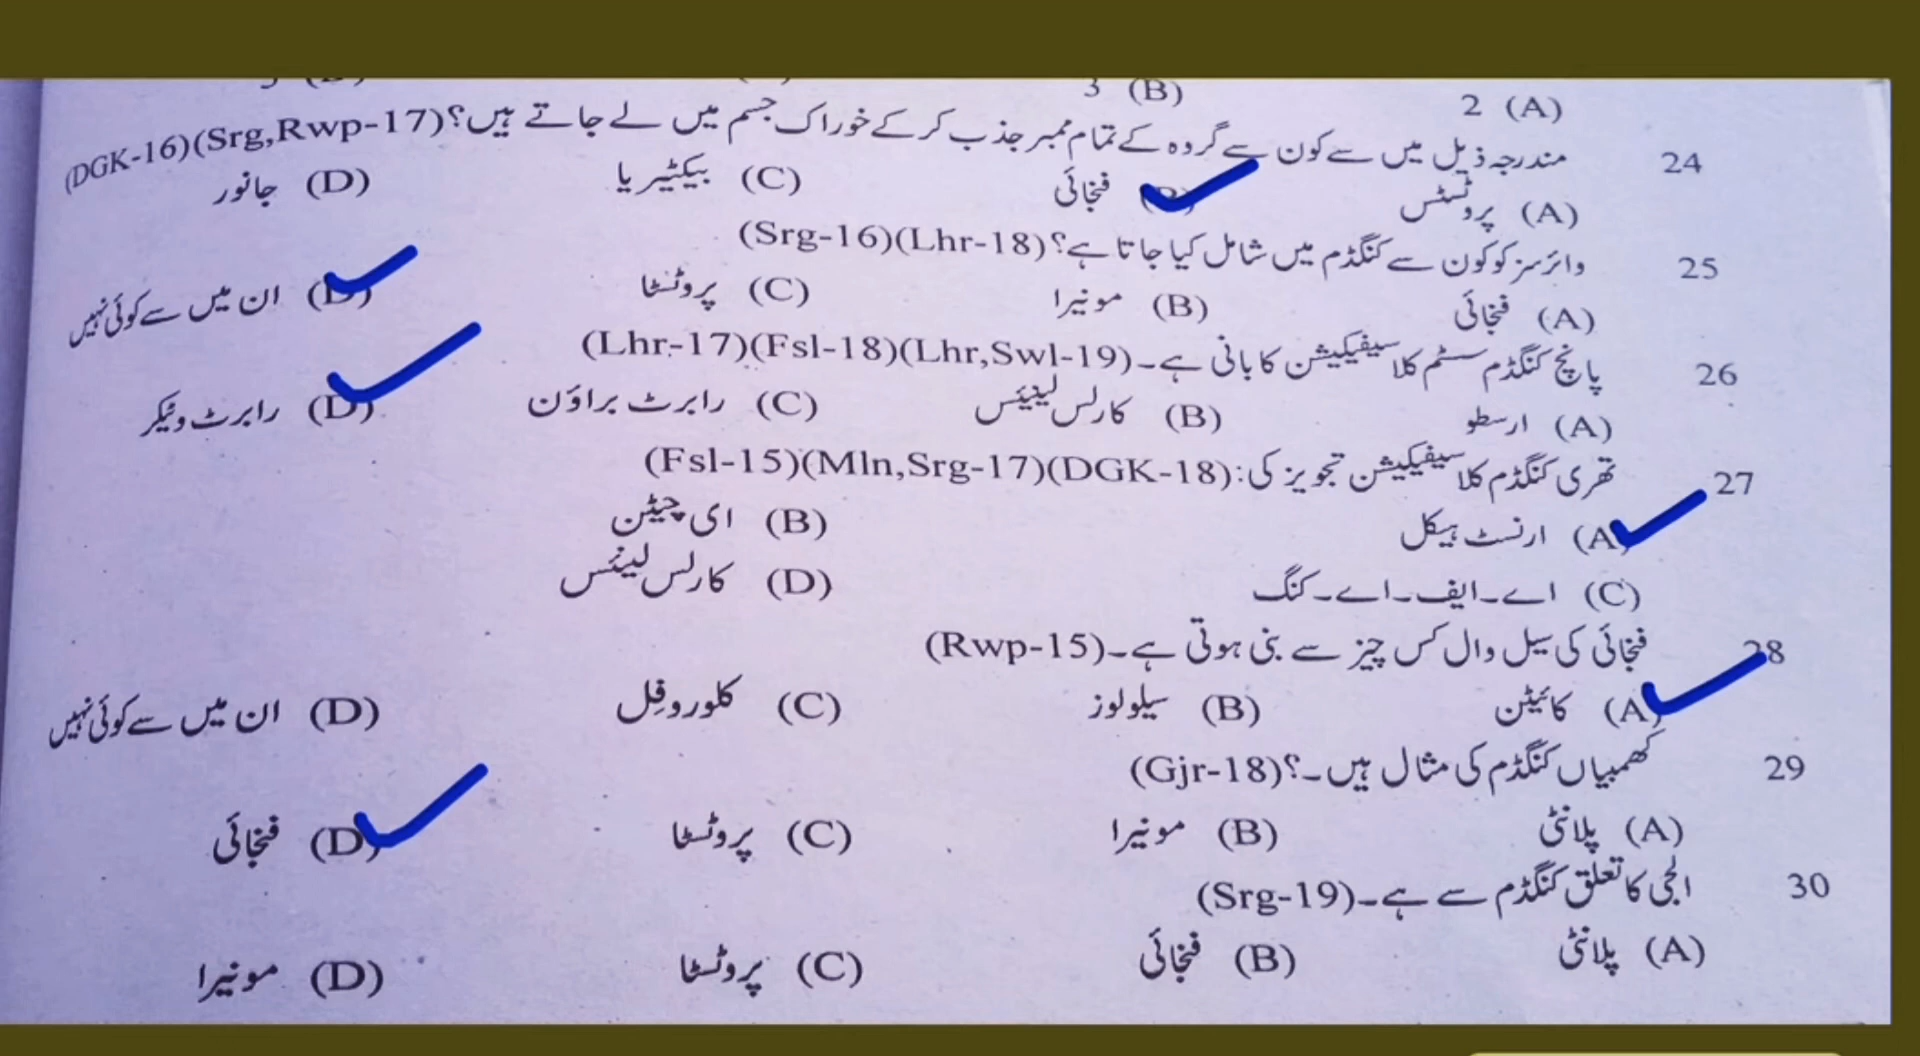 2 (A) 3 (B)
24 مندرجہ ذیل میں سے کون سے گروہ کے تمام ممبر جذب کر کے خوراک جسم میں لے جاتے ہیں؟(DGK-16)(Srg,Rwp-17)
(A) پروٹسٹس (B) فنجائی (C) بیکٹیریا (D) جانور
25 وائرسز کو کون سے کنگڈم میں شامل کیا جاتا ہے؟(Srg-16)(Lhr-18)
(A) فنجائی (B) مونیرا (C) پروٹسٹا (D) ان میں سے کوئی نہیں
26 پانچ کنگڈم سسٹم کلاسیفیکیشن کا بانی ہے۔(Lhr-17)(Fsl-18)(Lhr,Swl-19)
(A) ارسطو (B) کارلس لینیئس (C) رابرٹ براؤن (D) رابرٹ وٹیکر
27 تھری کنگڈم کلاسیفیکیشن تجویز کی:(Fsl-15)(Mln,Srg-17)(DGK-18)
(A) ارنسٹ ہیکل (B) ای چیٹن
(C) اے۔ایف۔اے۔کنگ (D) کارلس لینئس
28 فنجائی کی سیل وال کس چیز سے بنی ہوتی ہے۔(Rwp-15)
(A) کائیٹن (B) سیلولوز (C) کلوروفل (D) ان میں سے کوئی نہیں
29 کھمبیاں کنگڈم کی مثال ہیں۔؟(Gjr-18)
(A) پلانٹی (B) مونیرا (C) پروٹسٹا (D) فنجائی
30 الجی کا تعلق کنگڈم سے ہے۔(Srg-19)
(A) پلانٹی (B) فنجائی (C) پروٹسٹا (D) مونیرا